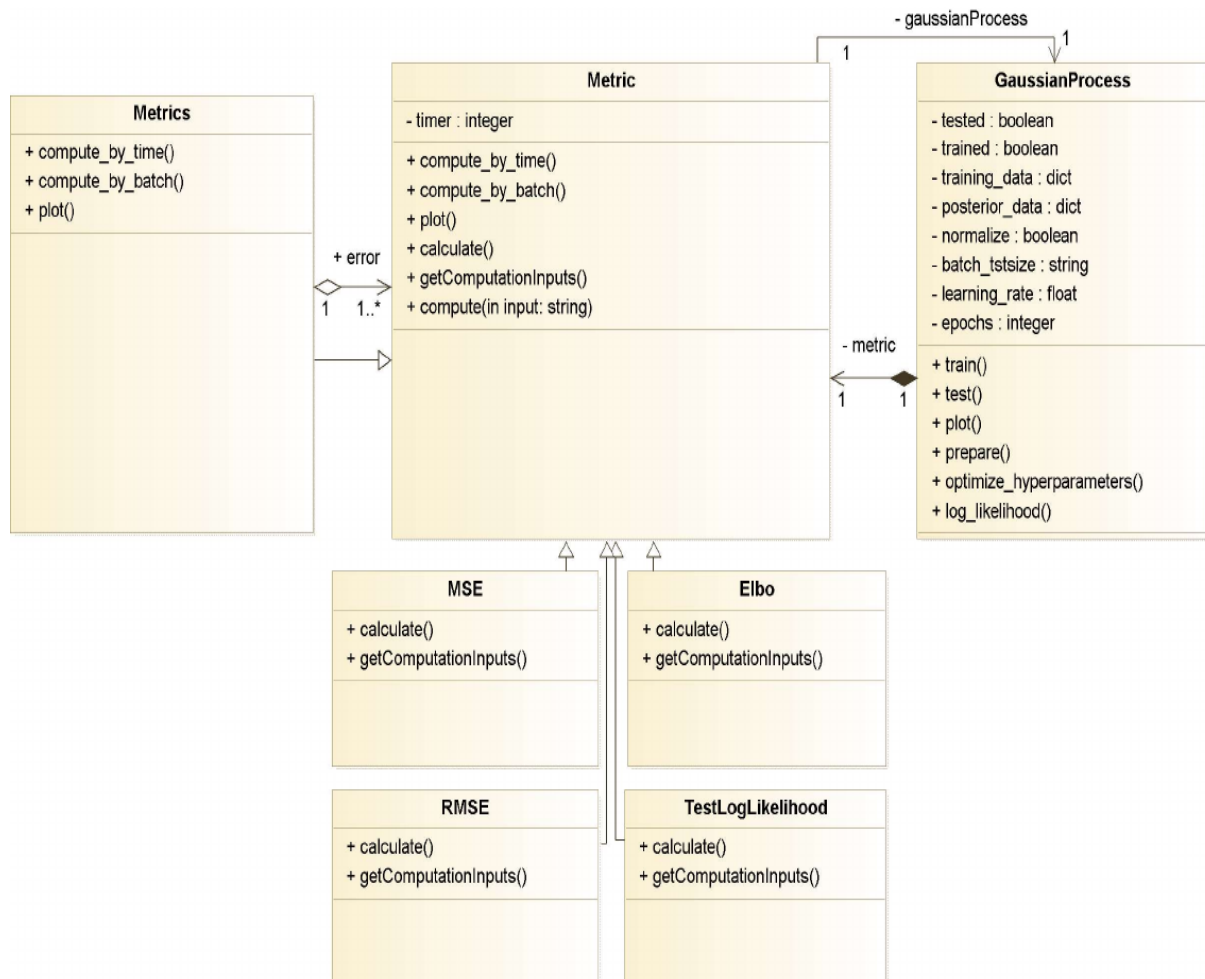 - gaussianProcess
1
1
Metrics
+ compute_by_time()
+ compute_by_batch()
+ plot()
+ error
1
1..*
Metric
- timer : integer
+ compute_by_time()
+ compute_by_batch()
+ plot()
+ calculate()
+ getComputationInputs()
+ compute(in input: string)
GaussianProcess
- tested : boolean
- trained : boolean
- training_data : dict
- posterior_data : dict
- normalize : boolean
- batch_tstsize : string
- learning_rate : float
- epochs : integer
+ train()
+ test()
+ plot()
+ prepare()
+ optimize_hyperparameters()
+ log_likelihood()
- metric
1
1
MSE
+ calculate()
+ getComputationInputs()
Elbo
+ calculate()
+ getComputationInputs()
RMSE
+ calculate()
+ getComputationInputs()
TestLogLikelihood
+ calculate()
+ getComputationInputs()